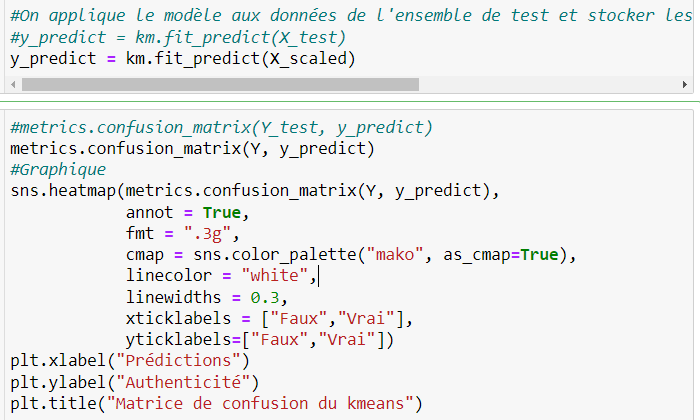 #On applique le modèle aux données de l'ensemble de test et stocker les
#y_predict = km.fit_predict(X_test)
y_predict = km.fit_predict(X_scaled)
#metrics.confusion_matrix(Y_test, y_predict)
metrics.confusion_matrix(Y, y_predict)
#Graphique
sns.heatmap(metrics.confusion_matrix(Y, y_predict),
            annot = True,
            fmt = ".3g",
            cmap = sns.color_palette("mako", as_cmap=True),
            linecolor = "white",
            linewidths = 0.3,
            xticklabels = ["Faux","Vrai"],
            yticklabels=["Faux","Vrai"])
plt.xlabel("Prédictions")
plt.ylabel("Authenticité")
plt.title("Matrice de confusion du kmeans")